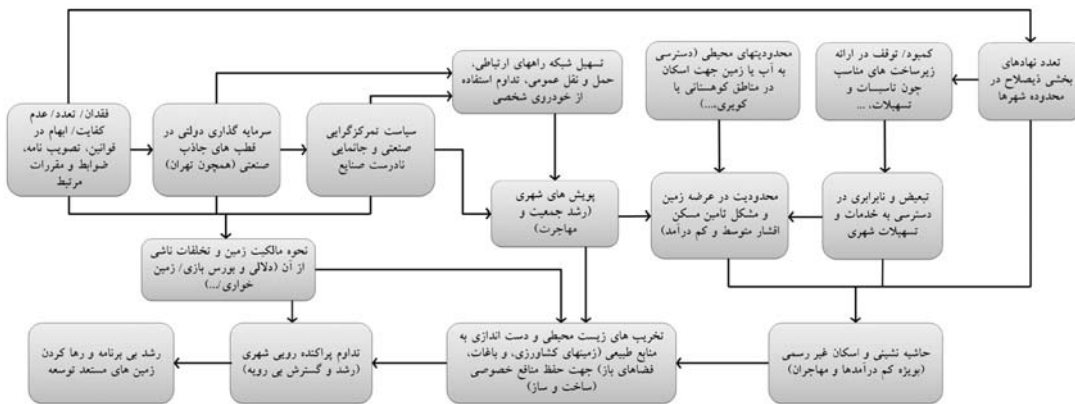 تعدد نهادهای
بخشی ذیصلاح در
محدوده شهرها
کمبود/ توقف در ارائه
زیرساخت های مناسب
چون تاسیسات و
تسهیلات، ...
محدودیتهای محیطی (دسترسی
به آب یا زمین جهت اسکان
در مناطق کوهستانی یا
کویری،...)
تسهیل شبکه راههای ارتباطی،
حمل و نقل عمومی، تداوم استفاده
از خودروی شخصی
سیاست تمرکزگرایی
صنعتی و جانمایی
نادرست صنایع
سرمایه گذاری دولتی در
قطب های جاذب
صنعتی (همچون تهران)
فقدان/ تعدد/ عدم
کفایت/ ابهام در
قوانین، تصویب نامه،
ضوابط و مقررات
مرتبط
تبعیض و نابرابری در
دسترسی به خدمات و
تسهیلات شهری
محدودیت در عرضه زمین
و مشکل تامین مسکن
اقشار متوسط و کم درآمد)
پویش های شهری
(رشد جمعیت و
مهاجرت)
نحوه مالکیت زمین و تخلفات ناشی
از آن (دلالی و بورس بازی/ زمین
خواری/...)
حاشیه نشینی و اسکان غیر رسمی
(بویژه کم درآمدها و مهاجران)
تخریب های زیست محیطی و دست اندازی به
منابع طبیعی (زمینهای کشاورزی، و باغات،
فضاهای باز) جهت حفظ منافع خصوصی
(ساخت و ساز)
تداوم پراکنده رویی شهری
(رشد و گسترش بی رویه)
رشد بی برنامه و رها کردن
زمین های مستعد توسعه